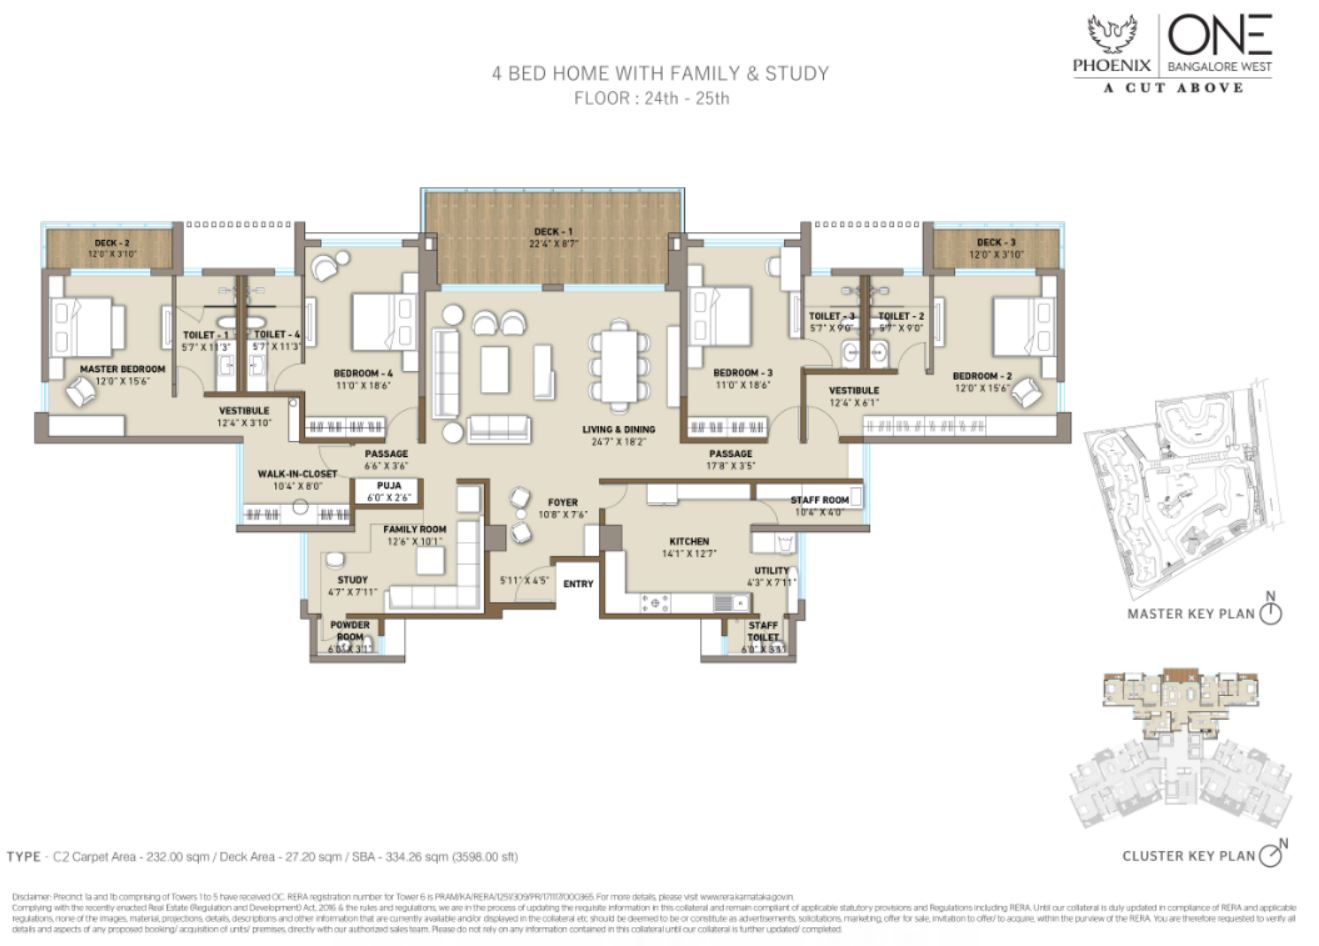 PHOENIX
ONE
BANGALORE WEST
A CUT ABOVE
4 BED HOME WITH FAMILY & STUDY
FLOOR : 24th - 25th
DECK - 1
22'4" X 8'7"
DECK - 2
12'0" X 3'10"
DECK - 3
12'0" X 3'10"
TOILET - 1
5'7" X 11'3"
TOILET - 4
5'7" X 11'3"
TOILET - 3
5'7" X 9'0"
TOILET - 2
5'7" X 9'0"
MASTER BEDROOM
12'0" X 15'6"
BEDROOM - 4
11'0" X 18'6"
BEDROOM - 3
11'0" X 18'6"
BEDROOM - 2
12'0" X 15'6"
VESTIBULE
12'4" X 3'10"
VESTIBULE
12'4" X 6'1"
LIVING & DINING
24'7" X 18'2"
PASSAGE
6'6" X 3'6"
PASSAGE
17'8" X 3'5"
WALK-IN-CLOSET
10'4" X 8'0"
PUJA
6'0" X 2'6"
FOYER
10'8" X 7'6"
STAFF ROOM
10'4" X 4'0"
FAMILY ROOM
12'6" X 10'1"
KITCHEN
14'1" X 12'7"
STUDY
4'7" X 7'11"
5'11" X 4'5"
ENTRY
UTILITY
4'3" X 7'11"
POWDER
ROOM
6'0" X 3'1"
STAFF
TOILET
6'0" X 3'1"
N
MASTER KEY PLAN
N
CLUSTER KEY PLAN
TYPE - C2 Carpet Area - 232.00 sqm / Deck Area - 27.20 sqm / SBA - 334.26 sqm (3598.00 sft)
Disclaimer: Precinct 1a and 1b comprising of Towers 1 to 5 have received OC. RERA registration number for Tower 6 is PRM/KA/RERA/1251/309/PR/171117/000365. For more details, please visit www.rera.karnataka.gov.in.
Complying with the recently enacted Real Estate (Regulation and Development) Act, 2016 & the rules and regulations, we are in the process of updating the requisite information in this collateral and remain compliant of applicable statutory provisions and Regulations including RERA. Until our collateral is duly updated in compliance of RERA and applicable
regulations, none of the images, material, projections, details, descriptions and other information that are currently available and/or displayed in the collateral etc should be deemed to be or constitute as advertisements, solicitations, marketing, offer for sale, invitation to offer/ to acquire, within the purview of the RERA. You are therefore requested to verify all
details and aspects of any proposed booking/ acquisition of units/ premises, directly with our authorized sales team. Please do not rely on any information contained in this collateral until our collateral is further updated/ completed.